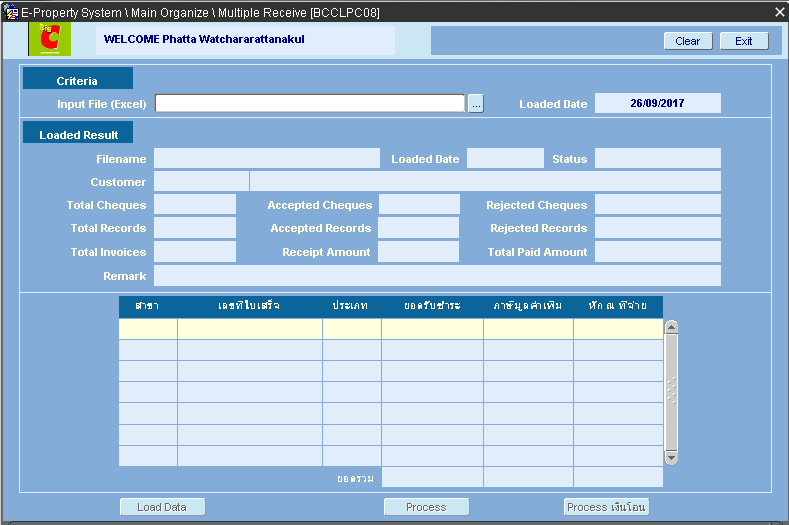 E-Property System \ Main Organize \ Multiple Receive [BCCLPC08]
WELCOME Phatta Watchararattanakul
Clear Exit
Criteria
Input File (Excel) ... Loaded Date 26/09/2017
Loaded Result
Filename Loaded Date Status
Customer
Total Cheques Accepted Cheques Rejected Cheques
Total Records Accepted Records Rejected Records
Total Invoices Receipt Amount Total Paid Amount
Remark
สาขา เลขที่ใบเสร็จ ประเภท ยอดรับชำระ ภาษีมูลค่าเพิ่ม หัก ณ ที่จ่าย
ยอดรวม
Load Data Process Process เงินโอน